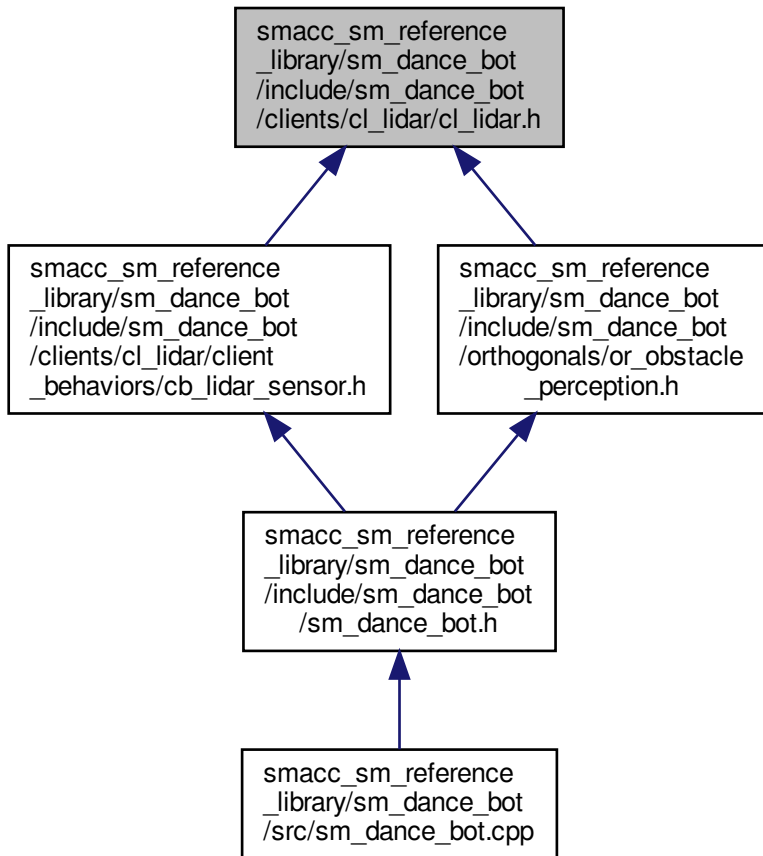 smacc_sm_reference
_library/sm_dance_bot
/include/sm_dance_bot
/clients/cl_lidar/cl_lidar.h
smacc_sm_reference
_library/sm_dance_bot
/include/sm_dance_bot
/clients/cl_lidar/client
_behaviors/cb_lidar_sensor.h
smacc_sm_reference
_library/sm_dance_bot
/include/sm_dance_bot
/orthogonals/or_obstacle
_perception.h
smacc_sm_reference
_library/sm_dance_bot
/include/sm_dance_bot
/sm_dance_bot.h
smacc_sm_reference
_library/sm_dance_bot
/src/sm_dance_bot.cpp